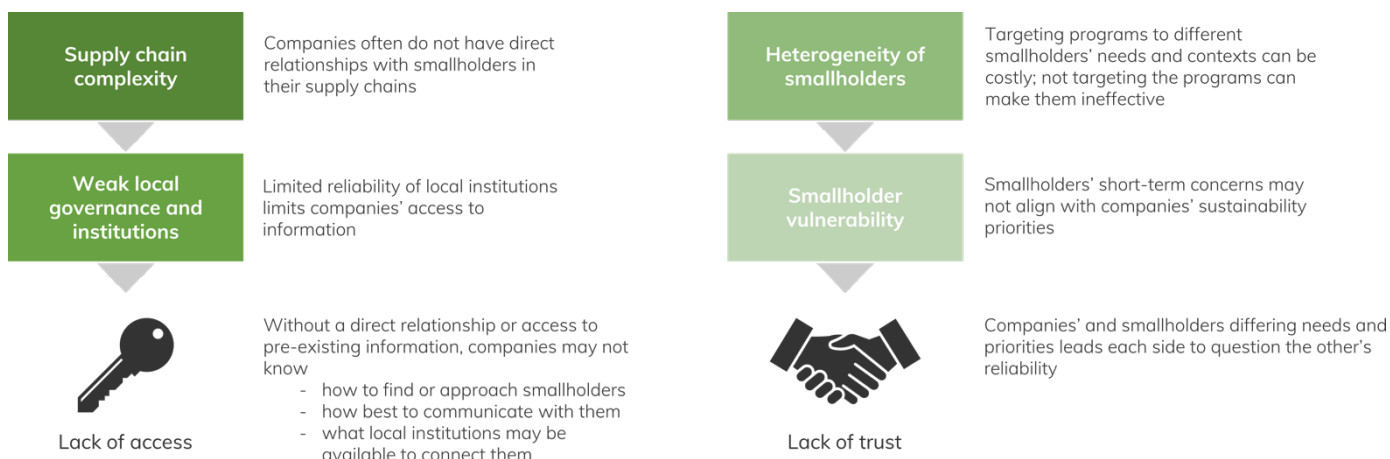 Supply chain
complexity
Companies often do not have direct
relationships with smallholders in
their supply chains
Weak local
governance and
institutions
Limited reliability of local institutions
limits companies' access to
information
Without a direct relationship or access to
pre-existing information, companies may not
know
- how to find or approach smallholders
- how best to communicate with them
- what local institutions may be
available to connect them
Lack of access
Heterogeneity of
smallholders
Targeting programs to different
smallholders' needs and contexts can be
costly; not targeting the programs can
make them ineffective
Smallholder
vulnerability
Smallholders' short-term concerns may
not align with companies' sustainability
priorities
Companies' and smallholders differing needs and
priorities leads each side to question the other's
reliability
Lack of trust